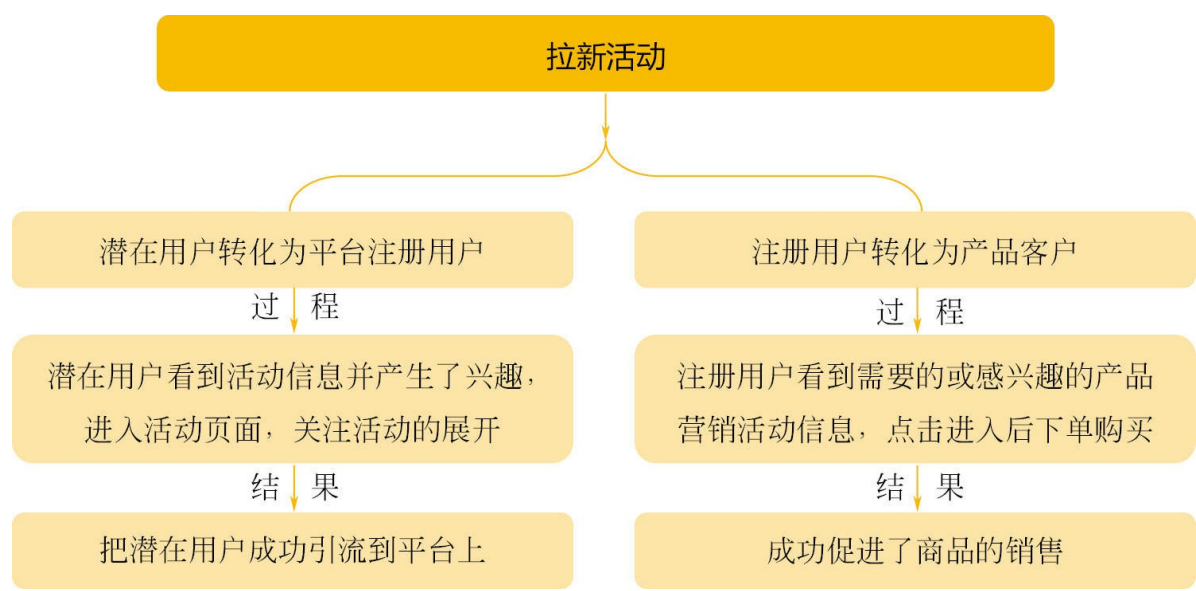 拉新活动
潜在用户转化为平台注册用户
过程
潜在用户看到活动信息并产生了兴趣，
进入活动页面，关注活动的展开
结果
把潜在用户成功引流到平台上
注册用户转化为产品客户
过程
注册用户看到需要的或感兴趣的产品
营销活动信息，点击进入后下单购买
结果
成功促进了商品的销售